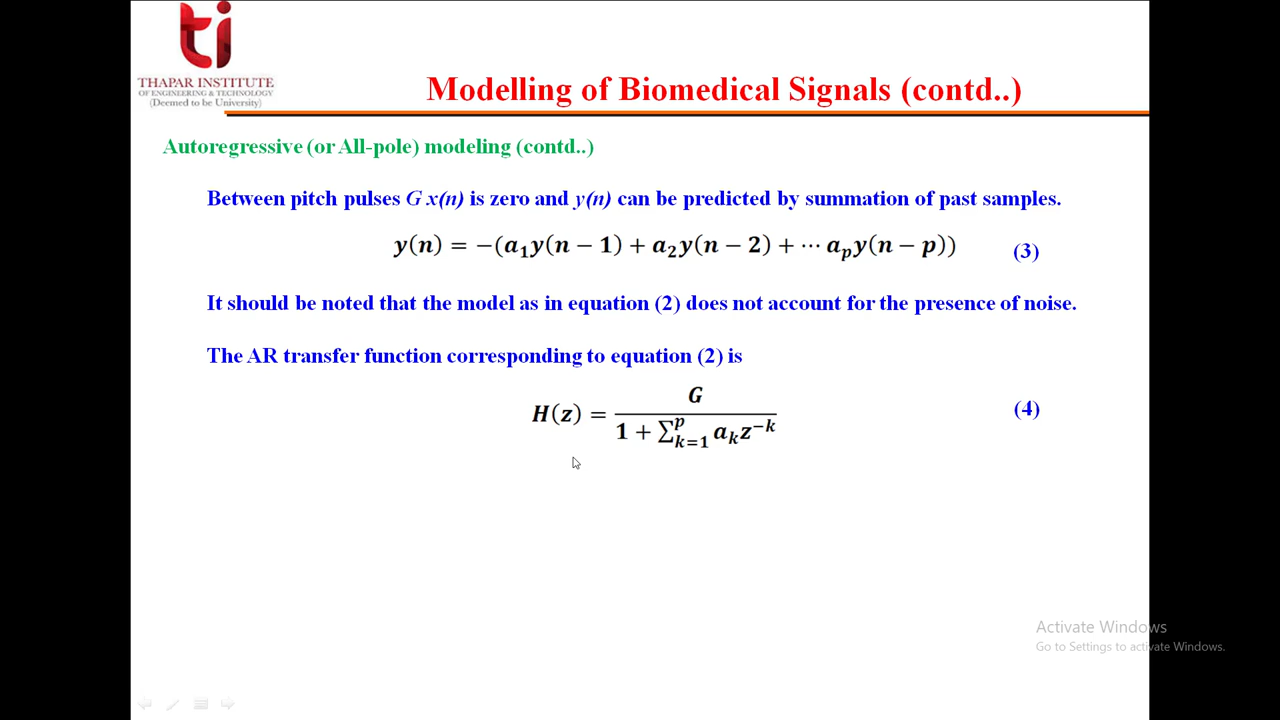 ti
THAPAR INSTITUTE
OF ENGINEERING & TECHNOLOGY
(Deemed to be University)
Modelling of Biomedical Signals (contd..)
Autoregressive (or All-pole) modeling (contd..)
Between pitch pulses G x(n) is zero and y(n) can be predicted by summation of past samples.
y(n) = −(a₁y(n − 1) + a₂y(n − 2) + ⋯ aₚy(n − p)) (3)
It should be noted that the model as in equation (2) does not account for the presence of noise.
The AR transfer function corresponding to equation (2) is
H(z) = G / (1 + ∑ₖ₌₁ᵖ aₖz⁻ᵏ) (4)
Activate Windows
Go to Settings to activate Windows.